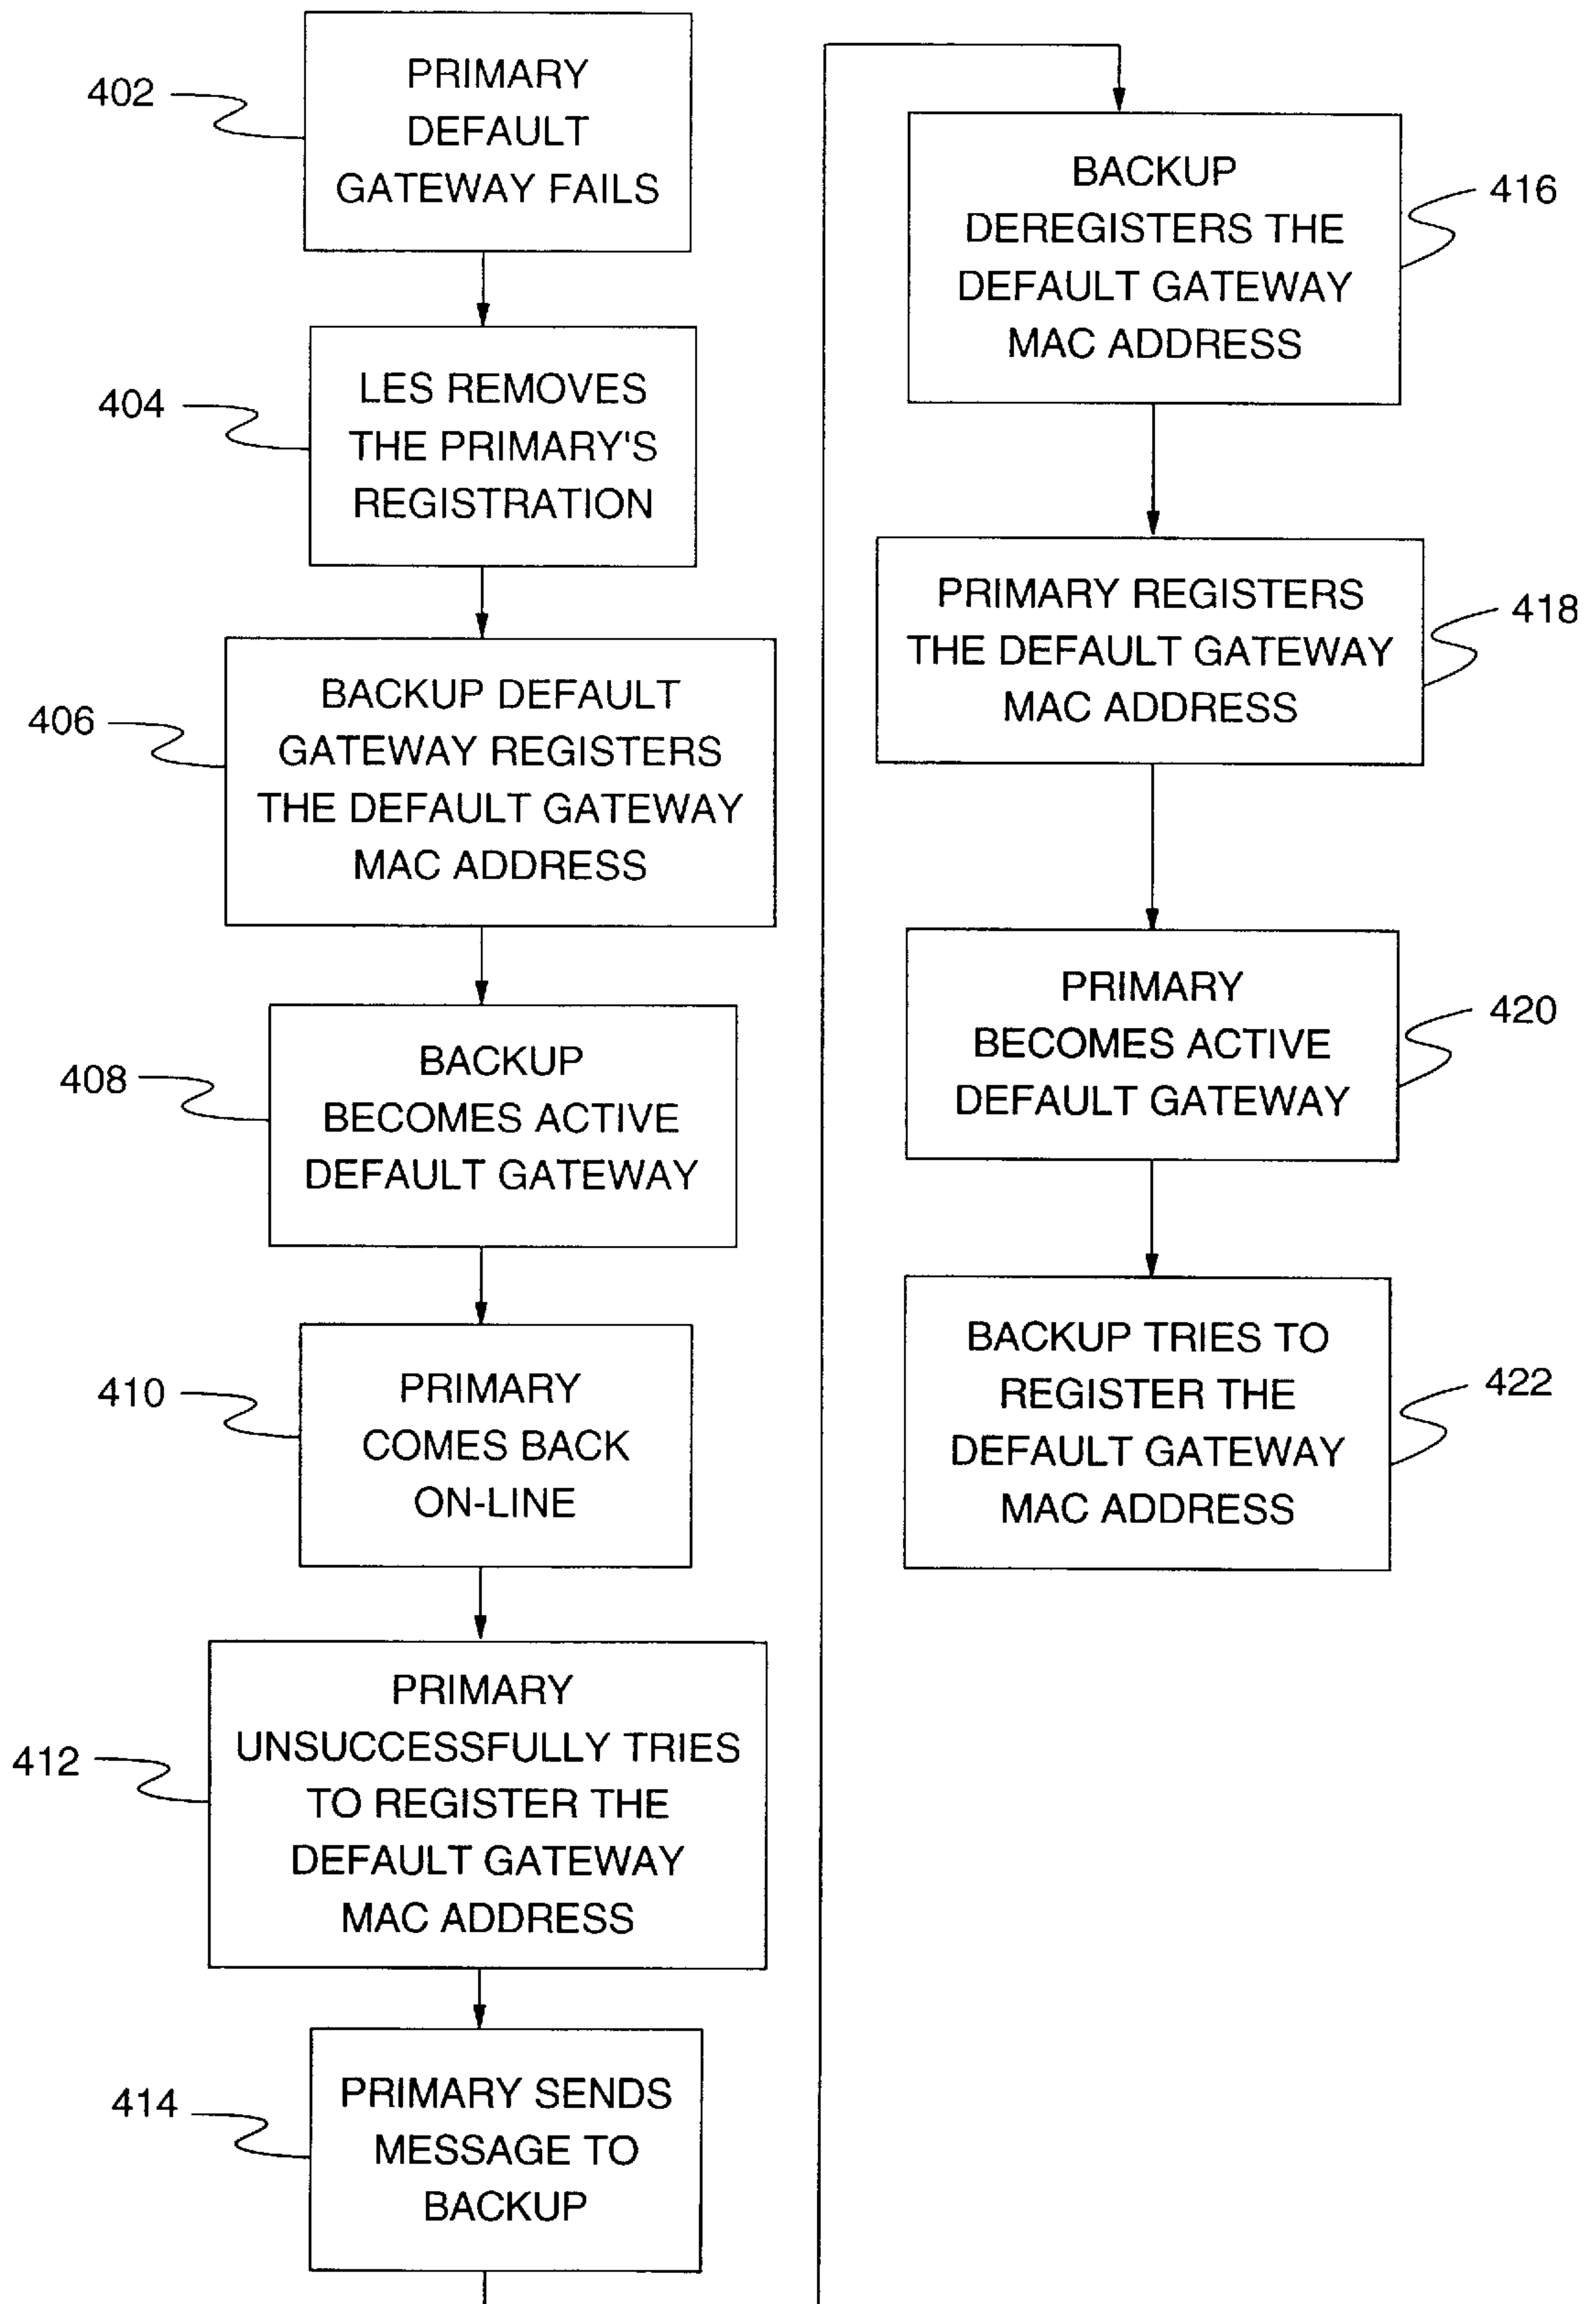 402
PRIMARY
DEFAULT
GATEWAY FAILS
404
LES REMOVES
THE PRIMARY'S
REGISTRATION
406
BACKUP DEFAULT
GATEWAY REGISTERS
THE DEFAULT GATEWAY
MAC ADDRESS
408
BACKUP
BECOMES ACTIVE
DEFAULT GATEWAY
410
PRIMARY
COMES BACK
ON-LINE
412
PRIMARY
UNSUCCESSFULLY TRIES
TO REGISTER THE
DEFAULT GATEWAY
MAC ADDRESS
414
PRIMARY SENDS
MESSAGE TO
BACKUP
BACKUP
DEREGISTERS THE
DEFAULT GATEWAY
MAC ADDRESS
416
PRIMARY REGISTERS
THE DEFAULT GATEWAY
MAC ADDRESS
418
PRIMARY
BECOMES ACTIVE
DEFAULT GATEWAY
420
BACKUP TRIES TO
REGISTER THE
DEFAULT GATEWAY
MAC ADDRESS
422